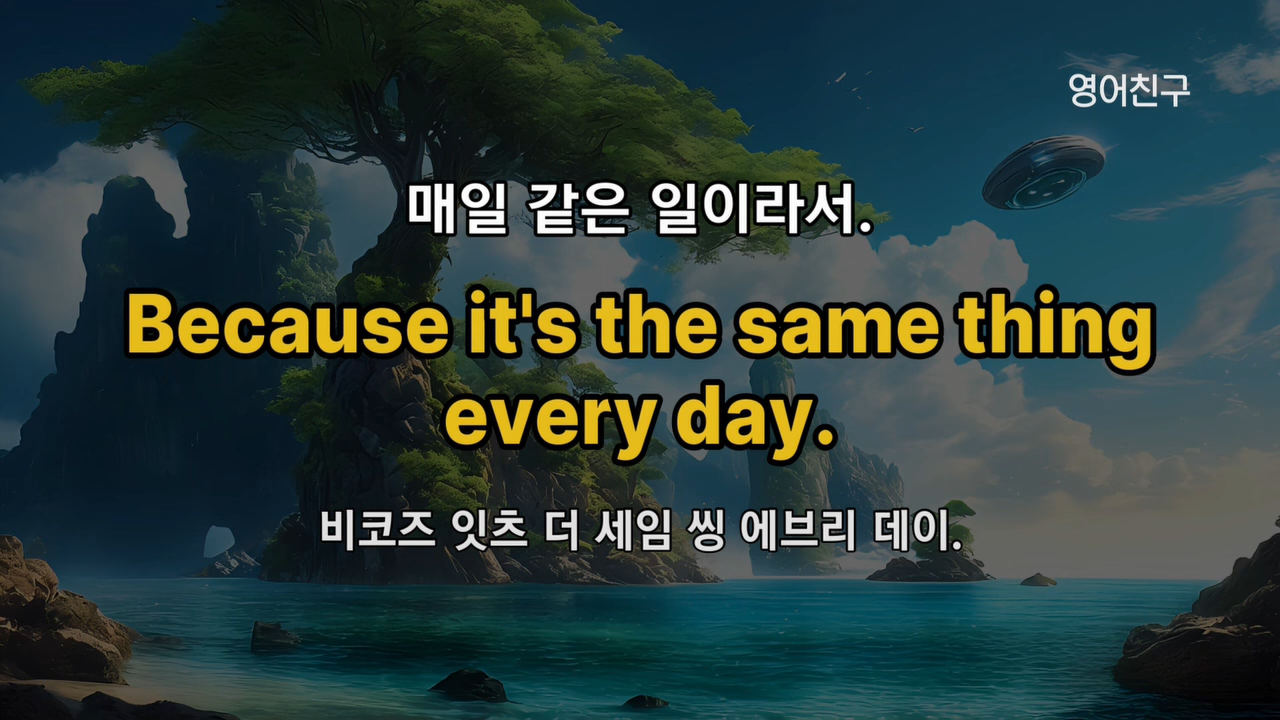 영어친구
매일 같은 일이라서.
Because it's the same thing
every day.
비코즈 잇츠 더 세임 씽 에브리 데이.